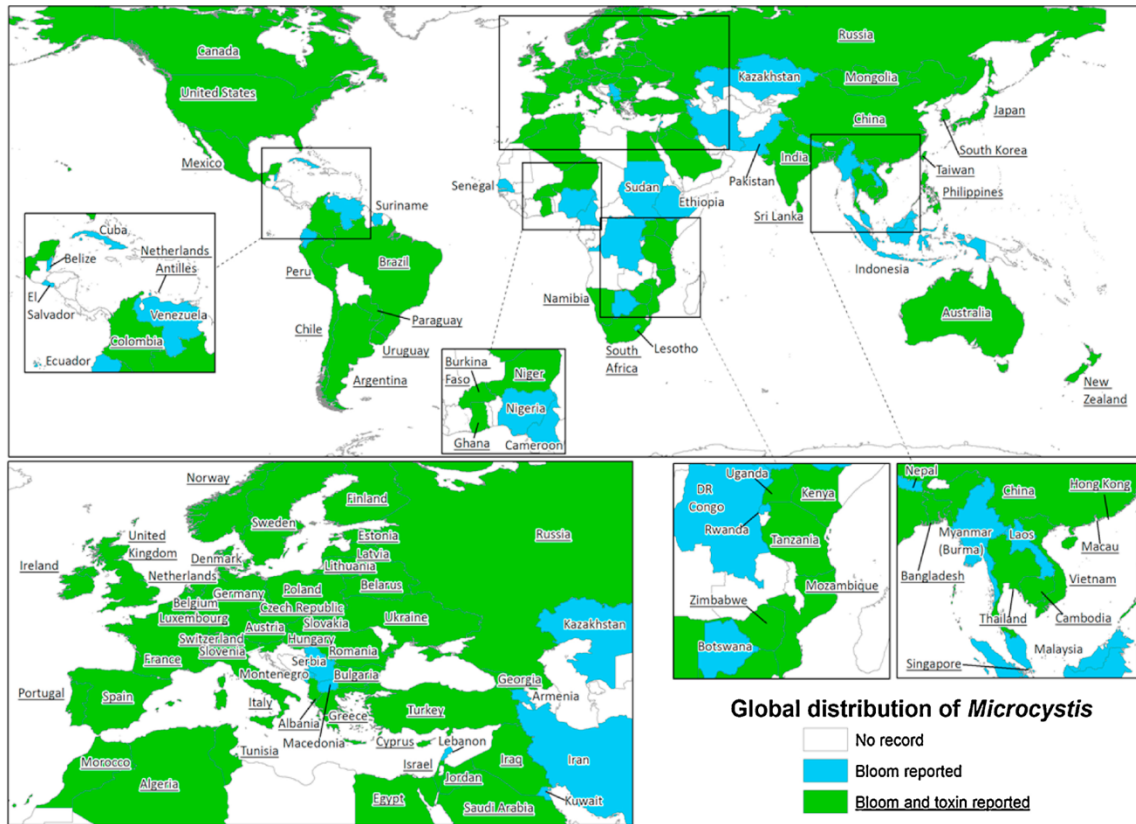 Canada
United States
Mexico
Russia
Kazakhstan
Mongolia
China
Japan
South Korea
India
Taiwan
Pakistan
Philippines
Sri Lanka
Senegal
Sudan
Ethiopia
Suriname
Indonesia
Peru
Brazil
Chile
Paraguay
Uruguay
Argentina
Namibia
South
Africa
Lesotho
Australia
New
Zealand
Cuba
Belize
Netherlands
Antilles
El
Salvador
Venezuela
Colombia
Ecuador
Burkina
Faso
Niger
Nigeria
Ghana
Cameroon
Norway
Finland
Sweden
Russia
United
Kingdom
Estonia
Latvia
Lithuania
Ireland
Denmark
Netherlands
Germany
Poland
Belarus
Belgium
Czech Republic
Luxembourg
Slovakia
Ukraine
Austria
Kazakhstan
Switzerland
Hungary
Slovenia
Romania
France
Serbia
Montenegro
Bulgaria
Georgia
Portugal
Spain
Italy
Armenia
Albania
Greece
Turkey
Macedonia
Tunisia
Cyprus
Lebanon
Morocco
Israel
Iraq
Iran
Algeria
Jordan
Egypt
Saudi Arabia
Kuwait
Uganda
DR
Congo
Kenya
Rwanda
Tanzania
Mozambique
Zimbabwe
Botswana
Nepal
China
Hong Kong
Myanmar
(Burma)
Laos
Macau
Bangladesh
Vietnam
Thailand
Cambodia
Malaysia
Singapore
Global distribution of Microcystis
No record
Bloom reported
Bloom and toxin reported